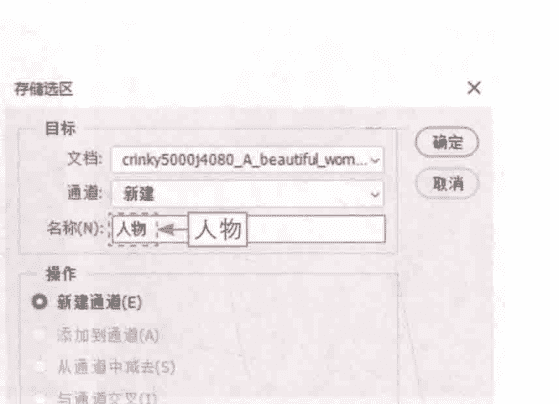 存储选区
目标
文档: crinky5000j4080_A_beautiful_wom...
通道: 新建
名称(N): 人物 人物
确定
取消
操作
新建通道(E)
添加到通道(A)
从通道中减去(S)
与通道交叉(I)